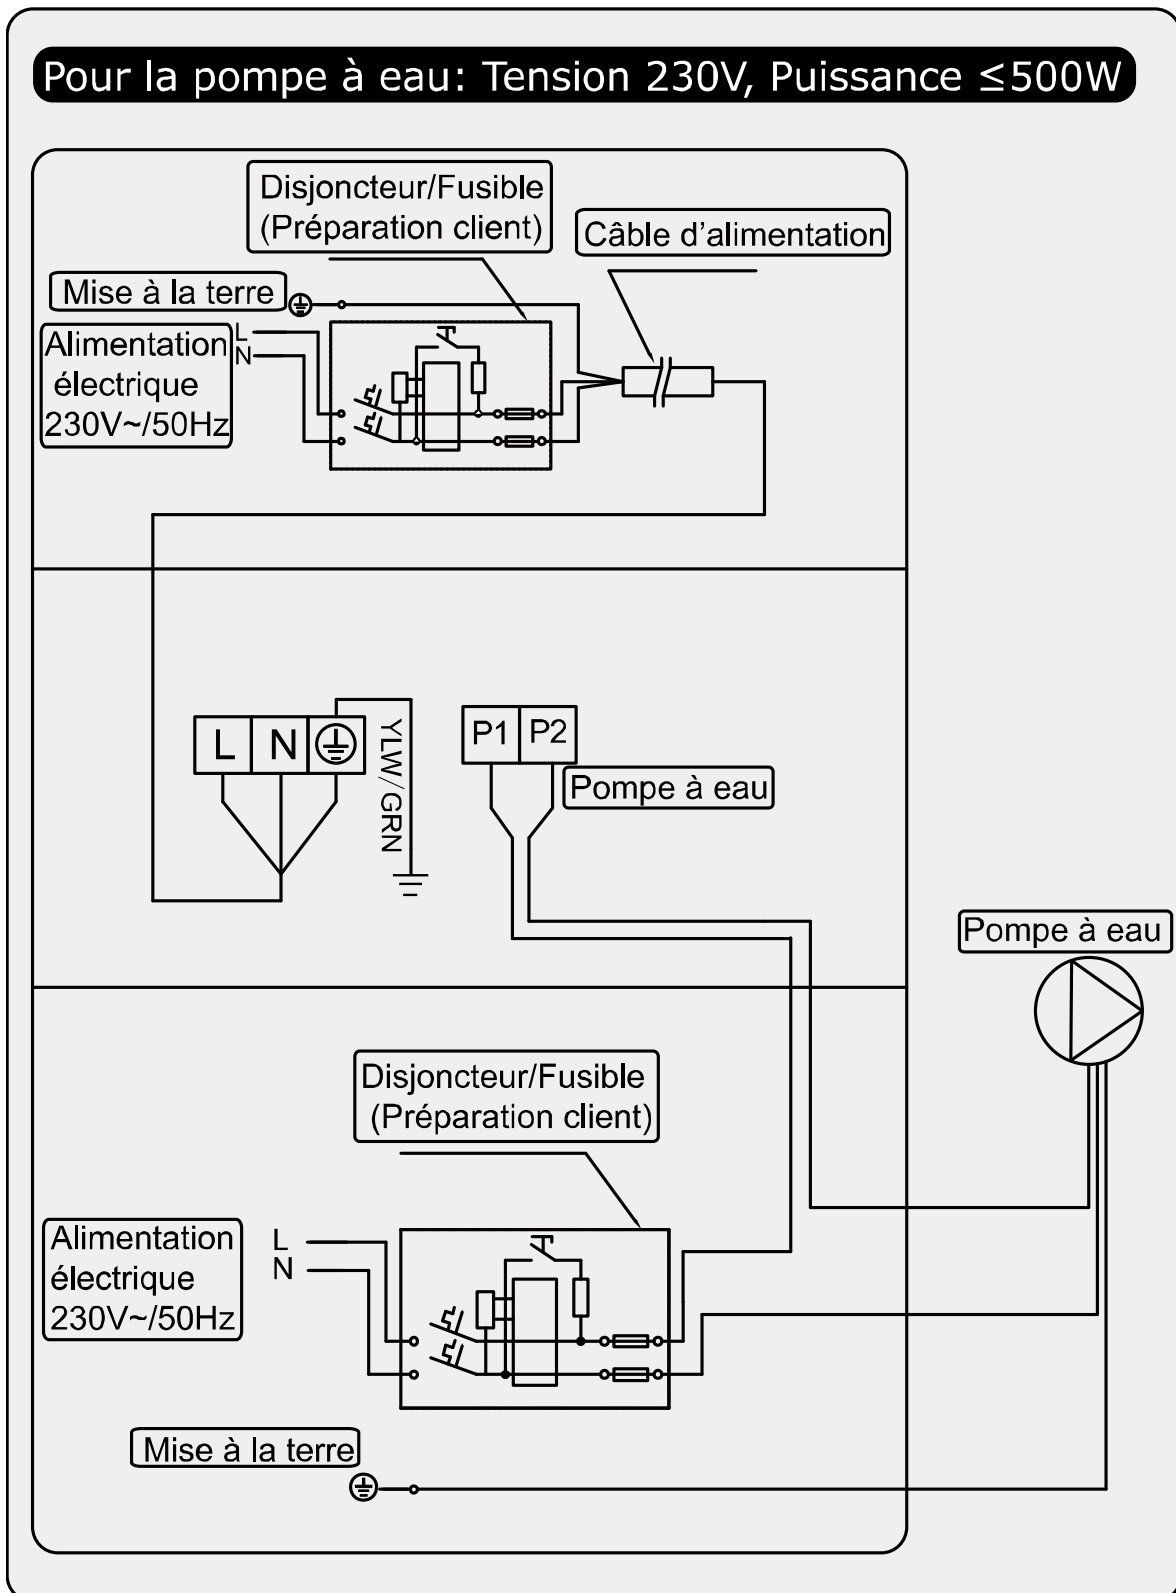 Pour la pompe à eau: Tension 230V, Puissance ≤500W
Disjoncteur/Fusible
(Préparation client)
Câble d'alimentation
Mise à la terre
Alimentation
électrique
230V~/50Hz
L
N
L N
YLW/GRN
P1 P2
Pompe à eau
Pompe à eau
Disjoncteur/Fusible
(Préparation client)
Alimentation
électrique
230V~/50Hz
L
N
Mise à la terre